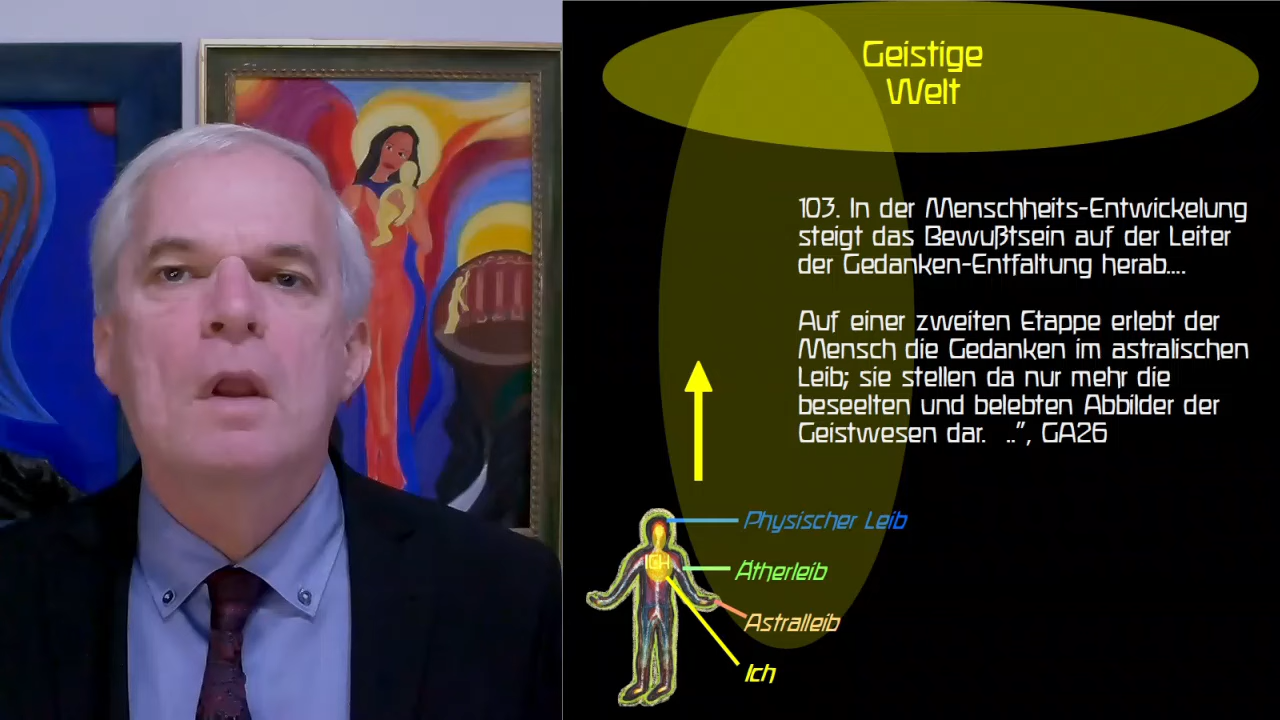 Geistige
Welt
103. In der Menschheits-Entwickelung
steigt das Bewußtsein auf der Leiter
der Gedanken-Entfaltung herab....
Auf einer zweiten Etappe erlebt der
Mensch die Gedanken im astralischen
Leib; sie stellen da nur mehr die
beseelten und belebten Abbilder der
Geistwesen dar. ..”, GA26
Physischer Leib
ICH
Ätherleib
Astralleib
Ich